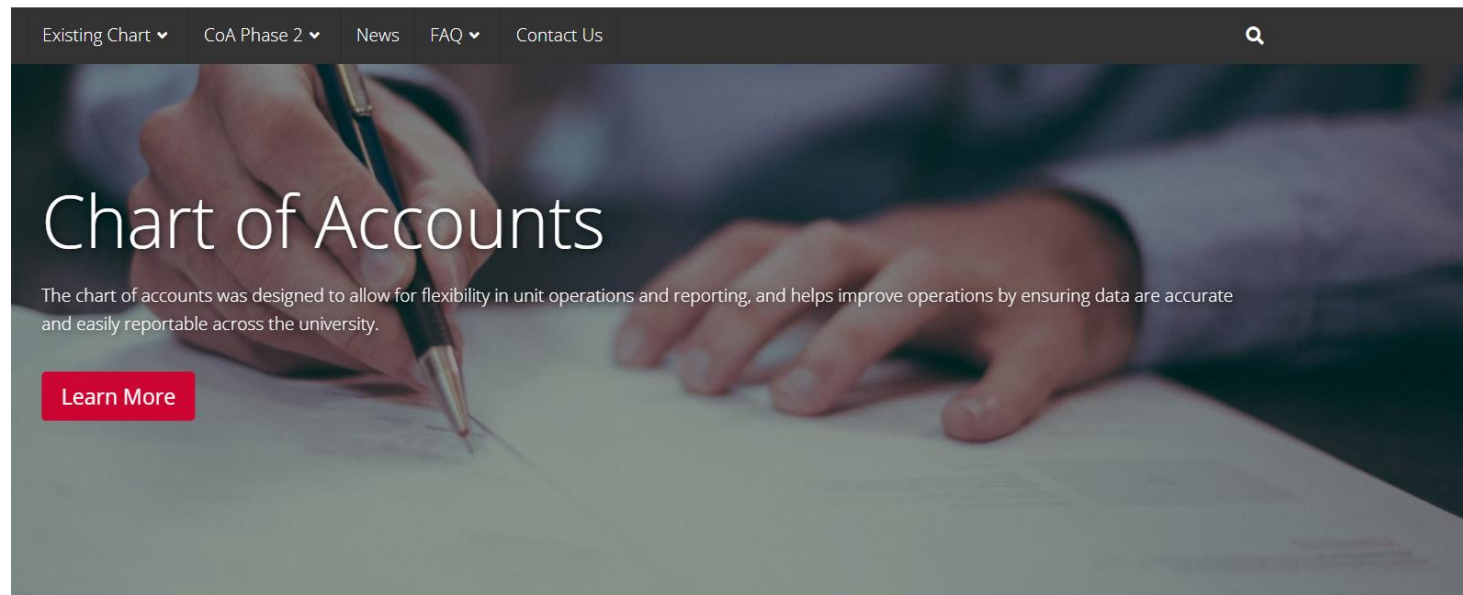 Existing Chart CoA Phase 2 News FAQ Contact Us
Chart of Accounts
The chart of accounts was designed to allow for flexibility in unit operations and reporting, and helps improve operations by ensuring data are accurate
and easily reportable across the university.
Learn More